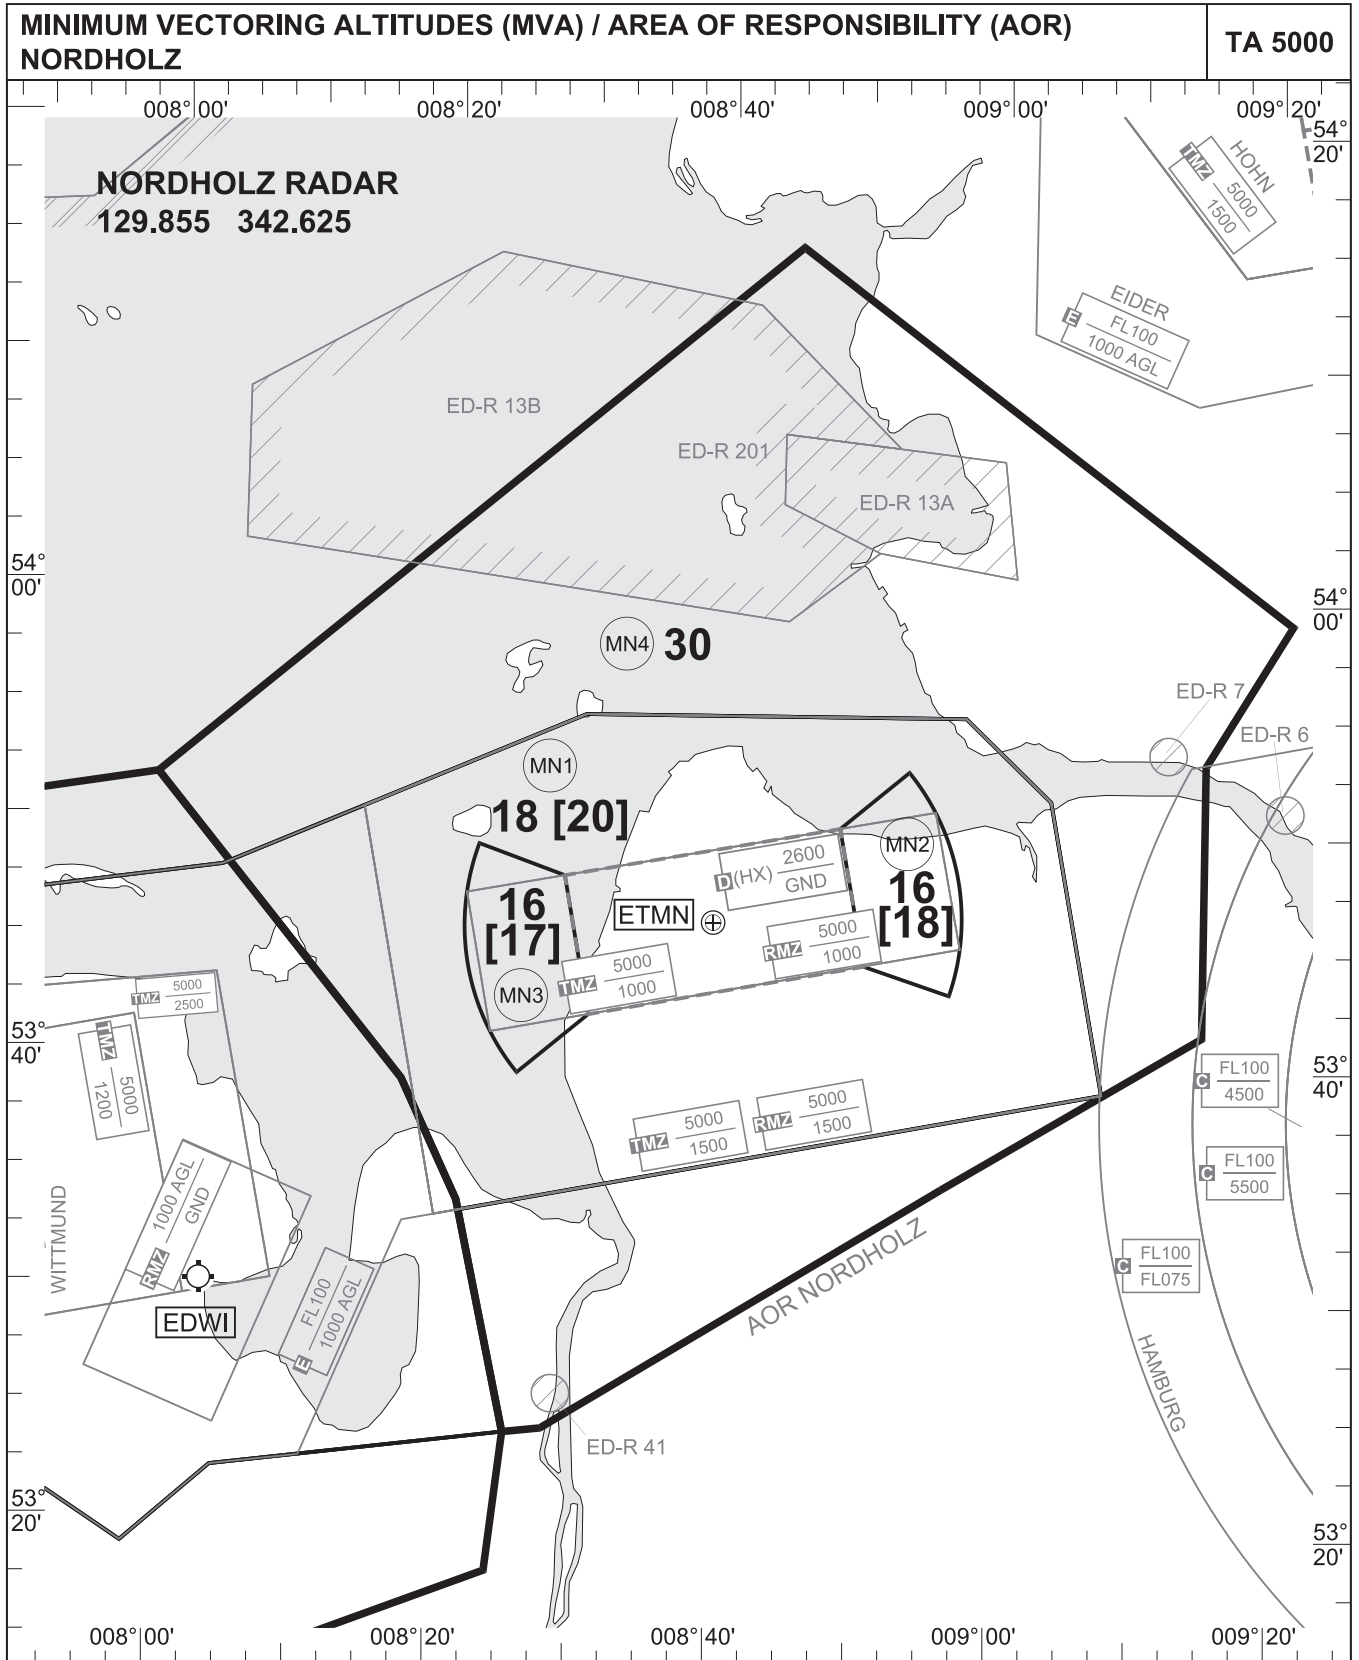 MINIMUM VECTORING ALTITUDES (MVA) / AREA OF RESPONSIBILITY (AOR)
NORDHOLZ
TA 5000
008°00' 008°20' 008°40' 009°00' 009°20'
54°
20'
NORDHOLZ RADAR
129.855 342.625
HOHN
TMZ 5000
1500
EIDER
E FL100
1000 AGL
ED-R 13B
ED-R 201
ED-R 13A
54°
00'
54°
00'
MN4 30
ED-R 7
ED-R 6
MN1
18 [20]
MN2
16
[18]
D (HX) 2600
GND
16
[17]
MN3
ETMN
RMZ 5000
1000
TMZ 5000
1000
TMZ 5000
2500
53°
40'
53°
40'
TMZ 5000
1200
C FL100
4500
TMZ 5000
1500
RMZ 5000
1500
C FL100
5500
WITTMUND
RMZ 1000 AGL
GND
EDWI
E FL100
1000 AGL
AOR NORDHOLZ
C FL100
FL075
HAMBURG
ED-R 41
53°
20'
53°
20'
008°00' 008°20' 008°40' 009°00' 009°20'